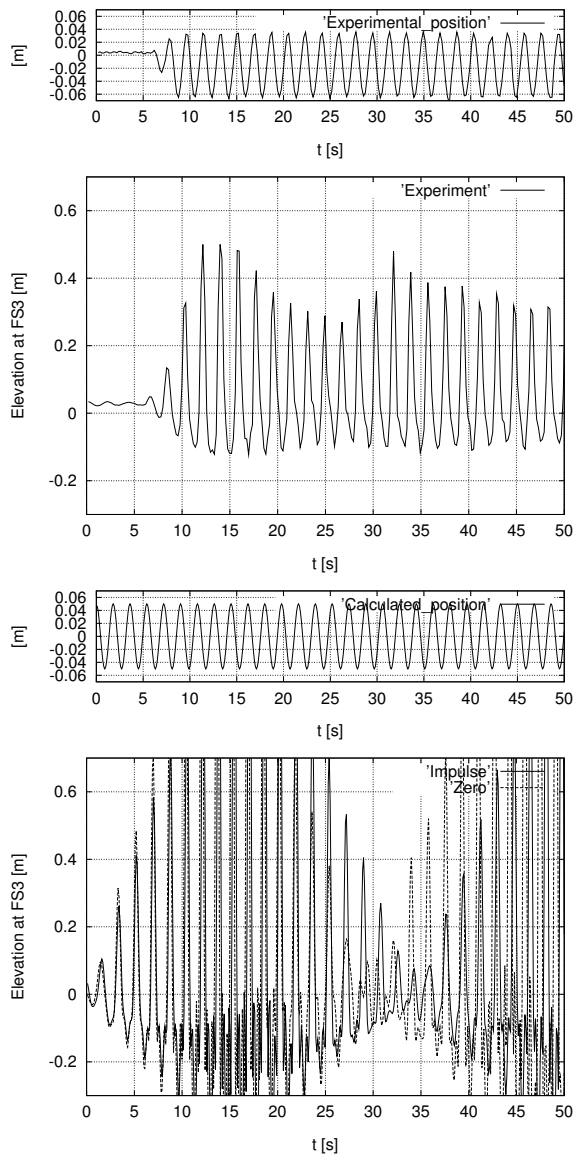 'Experimental_position'
0.06
0.04
0.02
0
-0.02
-0.04
-0.06
[m]
0 5 10 15 20 25 30 35 40 45 50
t [s]
'Experiment'
0.6
0.4
0.2
0
-0.2
Elevation at FS3 [m]
0 5 10 15 20 25 30 35 40 45 50
t [s]
'Calculated_position'
0.06
0.04
0.02
0
-0.02
-0.04
-0.06
[m]
0 5 10 15 20 25 30 35 40 45 50
t [s]
'Impulse'
'Zero'
0.6
0.4
0.2
0
-0.2
Elevation at FS3 [m]
0 5 10 15 20 25 30 35 40 45 50
t [s]